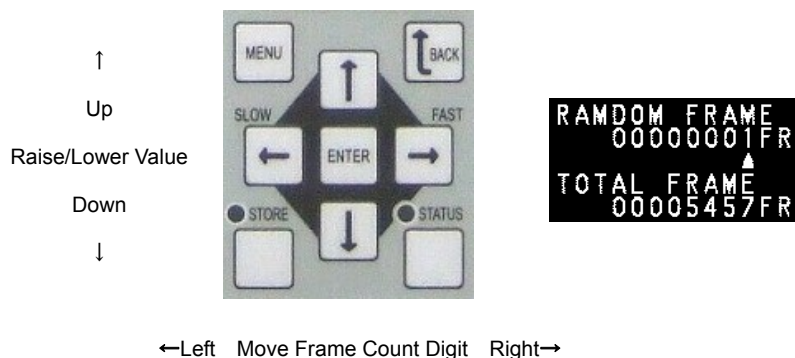 ↑
Up
Raise/Lower Value
Down
↓
MENU
BACK
SLOW
FAST
ENTER
STORE
STATUS
RAMDOM FRAME
00000001FR
TOTAL FRAME
00005457FR
←Left Move Frame Count Digit Right→